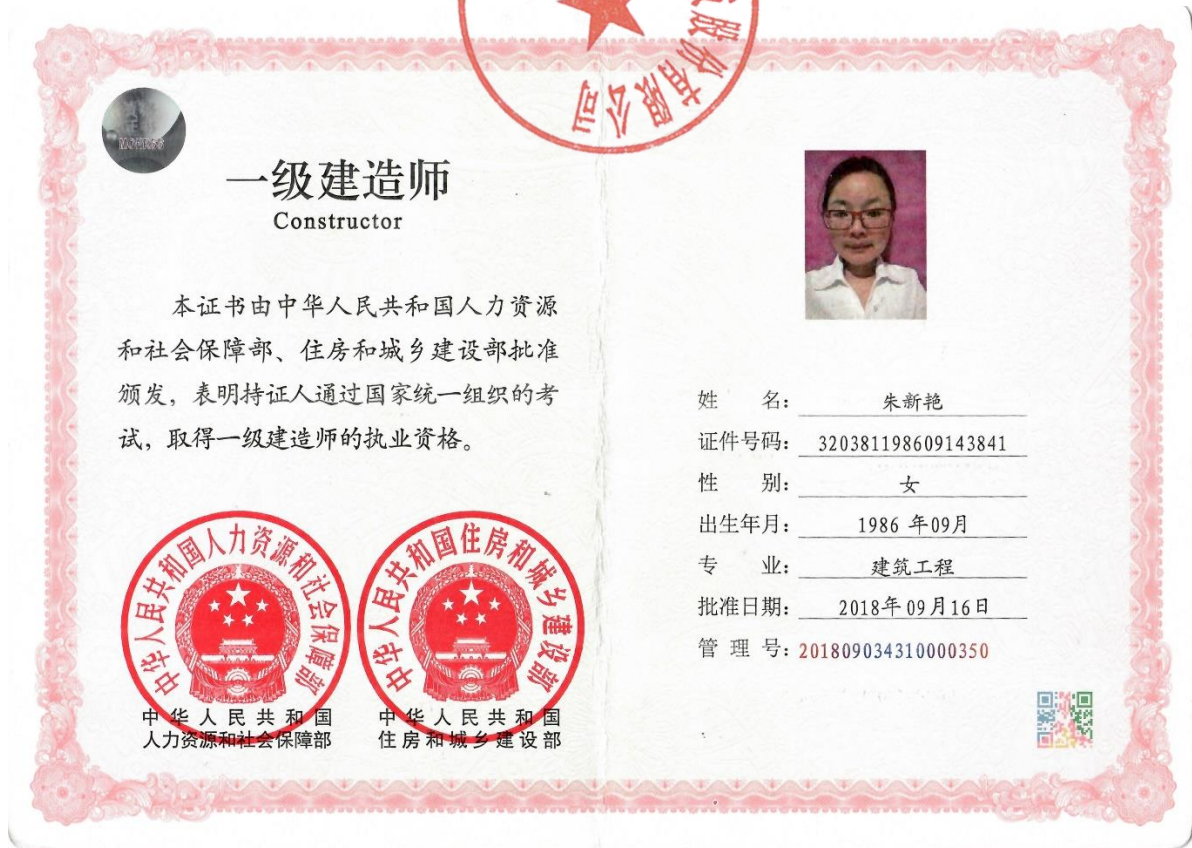 股份有限公司
MOHRSS
一级建造师
Constructor
本证书由中华人民共和国人力资源
和社会保障部、住房和城乡建设部批准
颁发，表明持证人通过国家统一组织的考
试，取得一级建造师的执业资格。
中华人民共和国人力资源和社会保障部
中华人民共和国住房和城乡建设部
中华人民共和国
人力资源和社会保障部
中华人民共和国
住房和城乡建设部
姓　　名：朱新艳
证件号码：320381198609143841
性　　别：女
出生年月：1986 年09月
专　　业：建筑工程
批准日期：2018年09月16日
管 理 号：201809034310000350